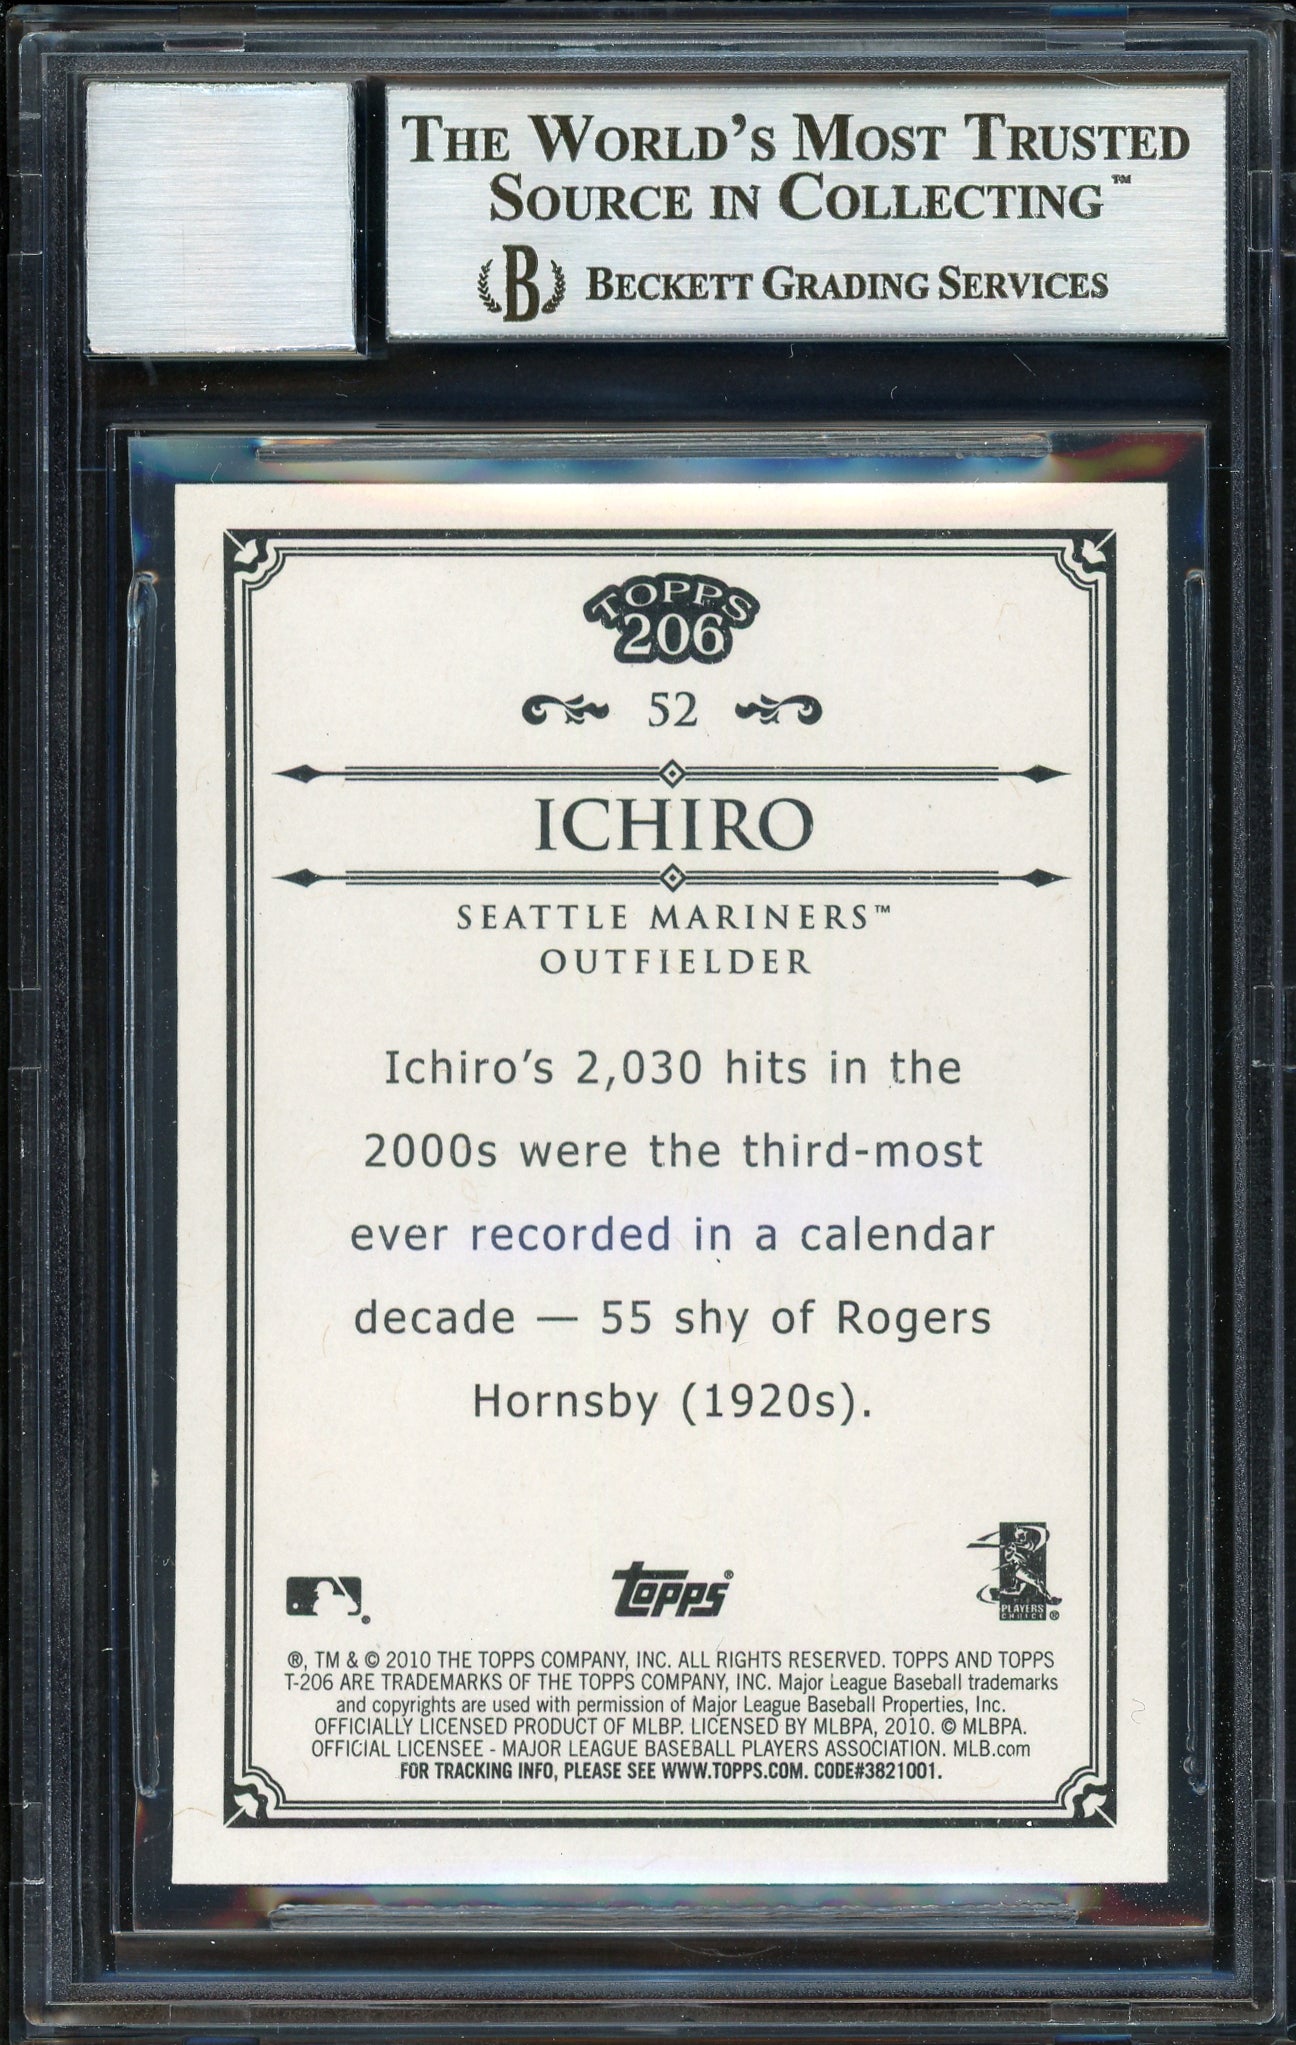 THE WORLD'S MOST TRUSTED
SOURCE IN COLLECTING™
B BECKETT GRADING SERVICES
TOPPS
206
52
ICHIRO
SEATTLE MARINERS™
OUTFIELDER
Ichiro's 2,030 hits in the
2000s were the third-most
ever recorded in a calendar
decade — 55 shy of Rogers
Hornsby (1920s).
topps®
PLAYERS
CHOICE ®
®, TM & © 2010 THE TOPPS COMPANY, INC. ALL RIGHTS RESERVED. TOPPS AND TOPPS
T-206 ARE TRADEMARKS OF THE TOPPS COMPANY, INC. Major League Baseball trademarks
and copyrights are used with permission of Major League Baseball Properties, Inc.
OFFICIALLY LICENSED PRODUCT OF MLBP. LICENSED BY MLBPA, 2010. © MLBPA.
OFFICIAL LICENSEE - MAJOR LEAGUE BASEBALL PLAYERS ASSOCIATION. MLB.com
FOR TRACKING INFO, PLEASE SEE WWW.TOPPS.COM. CODE#3821001.